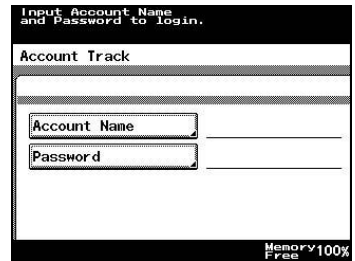 Input Account Name
and Password to login.
Account Track
Account Name
Password
Memory 100%
Free